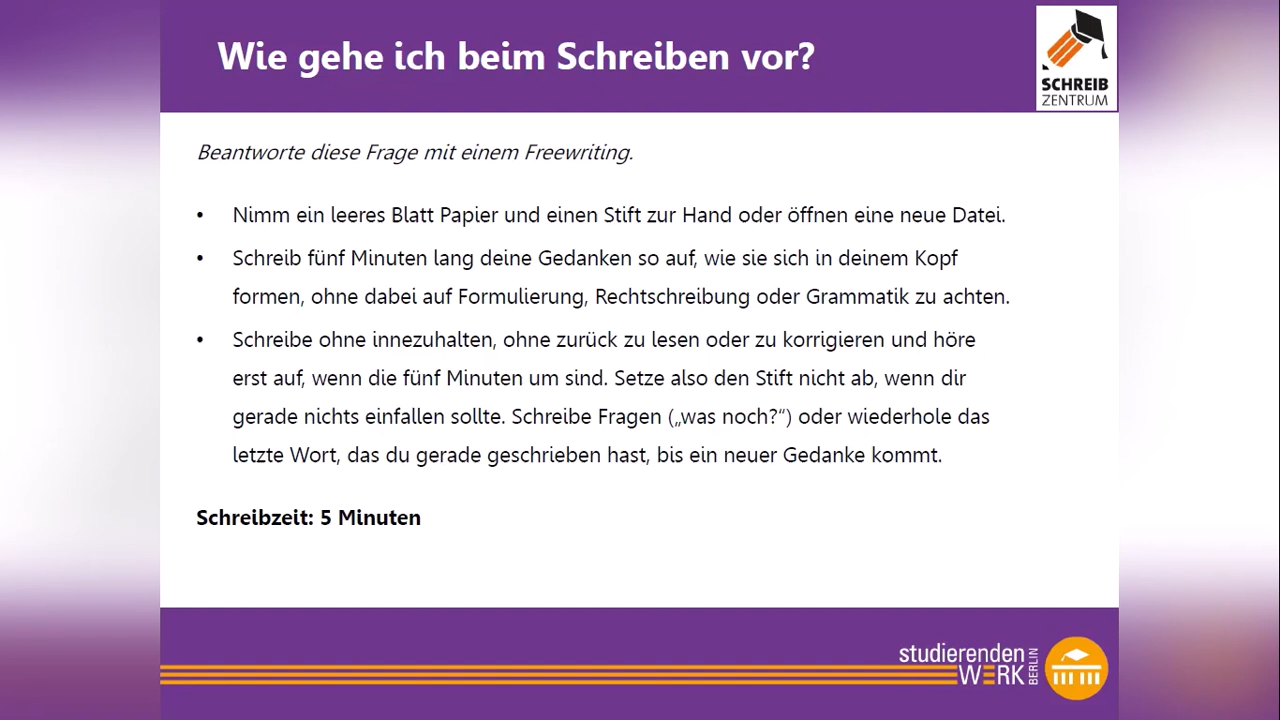 Wie gehe ich beim Schreiben vor?
SCHREIB
ZENTRUM
Beantworte diese Frage mit einem Freewriting.
• Nimm ein leeres Blatt Papier und einen Stift zur Hand oder öffnen eine neue Datei.
• Schreib fünf Minuten lang deine Gedanken so auf, wie sie sich in deinem Kopf
formen, ohne dabei auf Formulierung, Rechtschreibung oder Grammatik zu achten.
• Schreibe ohne innezuhalten, ohne zurück zu lesen oder zu korrigieren und höre
erst auf, wenn die fünf Minuten um sind. Setze also den Stift nicht ab, wenn dir
gerade nichts einfallen sollte. Schreibe Fragen („was noch?“) oder wiederhole das
letzte Wort, das du gerade geschrieben hast, bis ein neuer Gedanke kommt.
Schreibzeit: 5 Minuten
studierenden
WERK
BERLIN